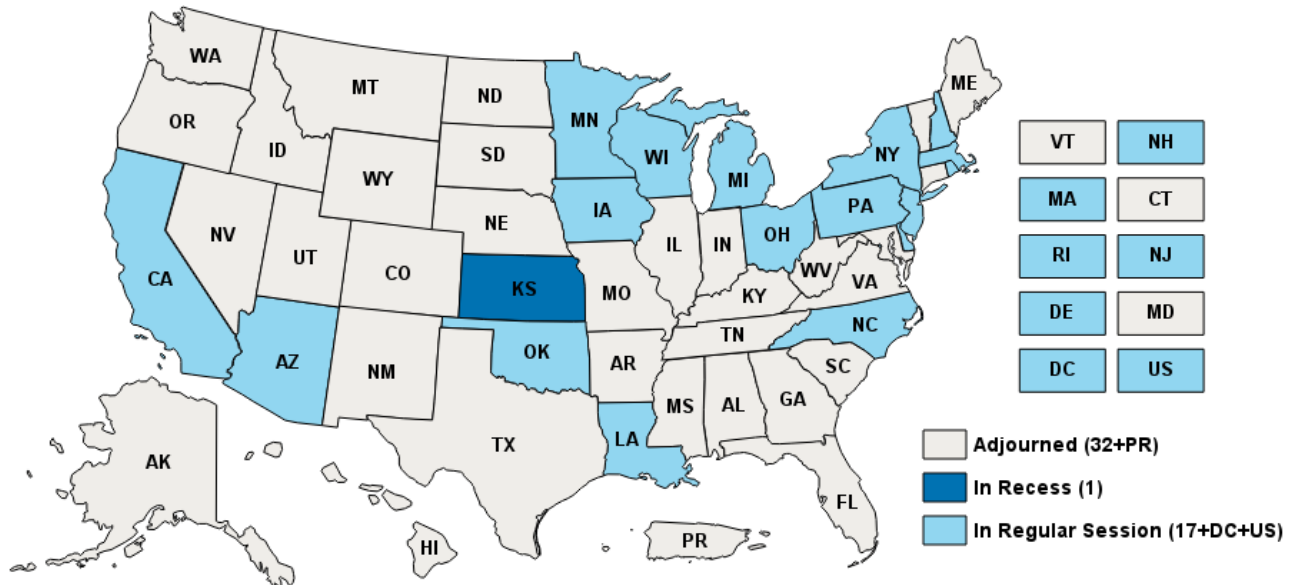 WA
MT
ND
MN
ME
OR
ID
SD
WI
MI
NY
WY
NE
IA
PA
NV
UT
CO
IL
IN
OH
CA
KS
MO
WV
VA
KY
AZ
NM
OK
AR
TN
NC
SC
MS
AL
GA
TX
LA
FL
AK
HI
PR
VT
NH
MA
CT
RI
NJ
DE
MD
DC
US
Adjourned (32+PR)
In Recess (1)
In Regular Session (17+DC+US)